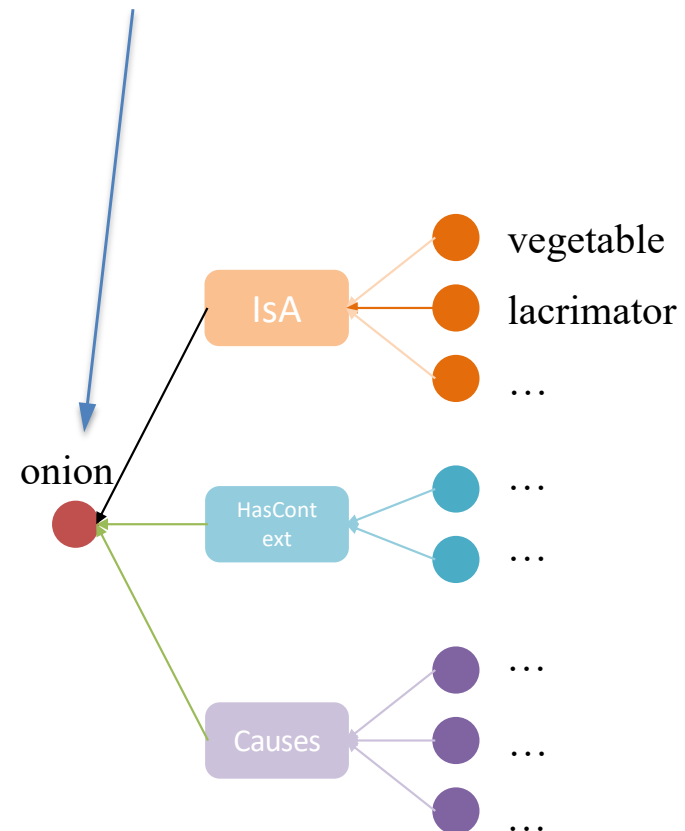 vegetable
IsA
lacrimator
…
onion
…
HasCont
ext
…
…
Causes
…
…